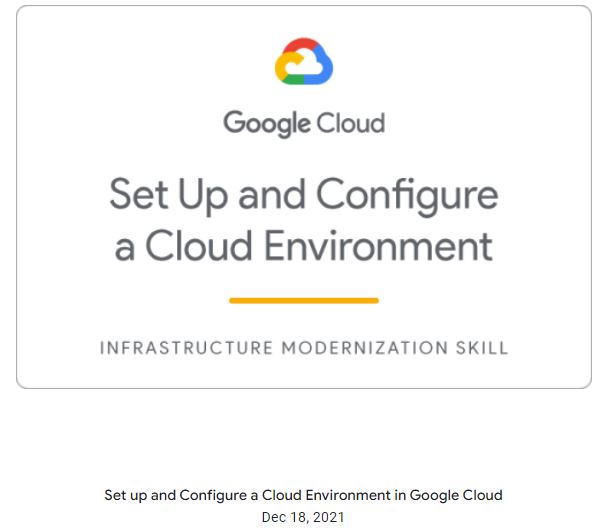 Google Cloud
Set Up and Configure
a Cloud Environment
INFRASTRUCTURE MODERNIZATION SKILL
Set up and Configure a Cloud Environment in Google Cloud
Dec 18, 2021